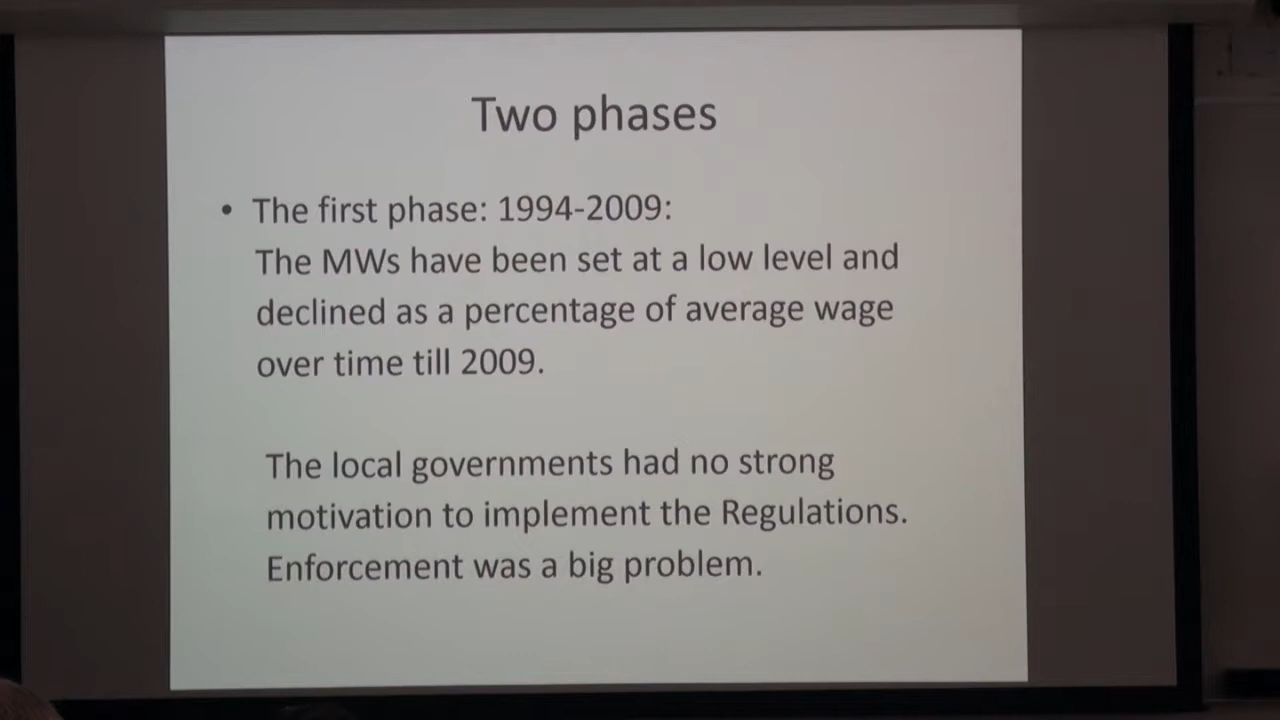 Two phases
• The first phase: 1994-2009:
The MWs have been set at a low level and
declined as a percentage of average wage
over time till 2009.
The local governments had no strong
motivation to implement the Regulations.
Enforcement was a big problem.